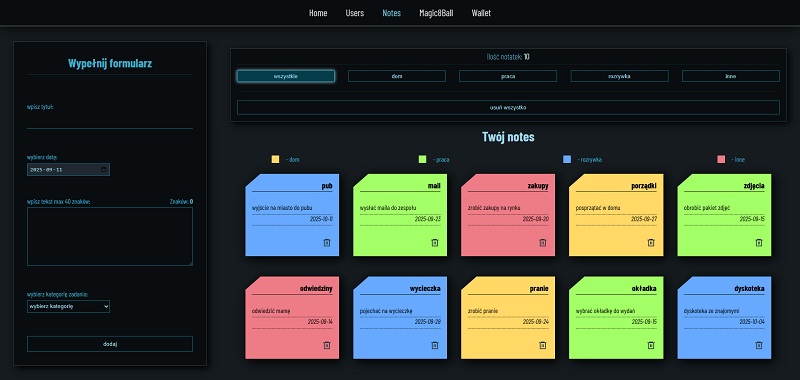 Home Users Notes Magic8Ball Wallet
Wypełnij formularz
wpisz tytuł:
wybierz datę:
2025-09-11
wpisz tekst max 40 znaków: Znaków: 0
wybierz kategorię zadania:
wybierz kategorię
dodaj
Ilość notatek: 10
wszystkie dom praca rozrywka inne
usuń wszystko
Twój notes
- dom - praca - rozrywka - inne
pub
wyjście na miasto do pubu
2025-10-11
mail
wysłać maila do zespołu
2025-09-23
zakupy
zrobić zakupy na rynku
2025-09-20
porządki
posprzątać w domu
2025-09-27
zdjęcia
obrobić pakiet zdjęć
2025-09-15
odwiedziny
odwiedzić mamę
2025-09-14
wycieczka
pojechać na wycieczkę
2025-09-28
pranie
zrobić pranie
2025-09-24
okładka
wybrać okładkę do wydań
2025-09-15
dyskoteka
dyskoteka ze znajomymi
2025-10-04